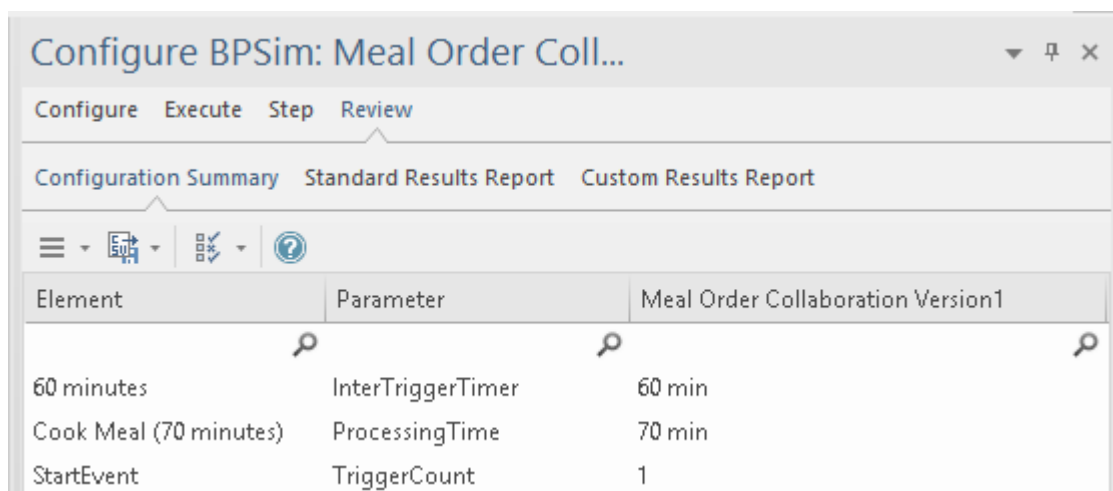 Configure BPSim: Meal Order Coll...
Configure Execute Step Review
Configuration Summary Standard Results Report Custom Results Report
Element Parameter Meal Order Collaboration Version1
60 minutes InterTriggerTimer 60 min
Cook Meal (70 minutes) ProcessingTime 70 min
StartEvent TriggerCount 1